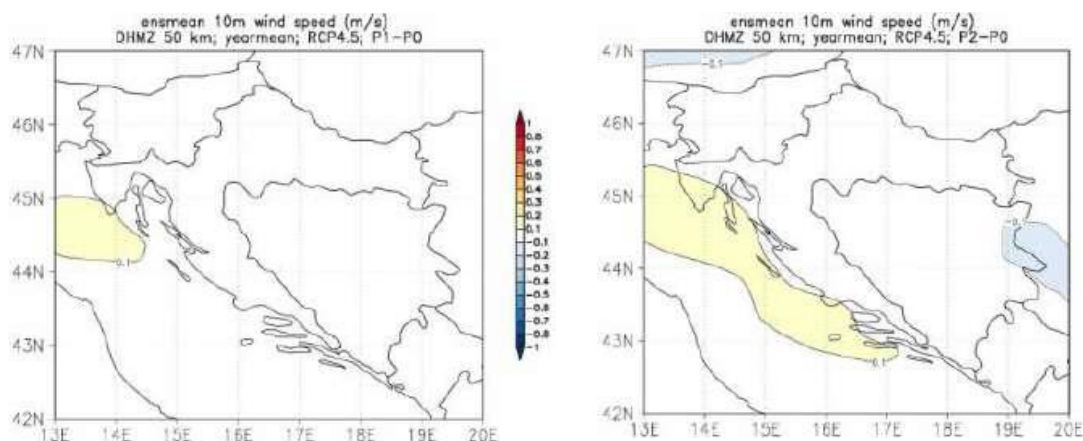 ensmean 10m wind speed (m/s)
DHMZ 50 km; yearmean; RCP4.5; P1-P0
47N
46N
45N
44N
43N
42N
13E 14E 15E 16E 17E 18E 19E 20E
0.1
1
0.8
0.7
0.6
0.5
0.4
0.3
0.2
0.1
-0.1
-0.2
-0.3
-0.4
-0.5
-0.6
-0.7
-0.8
-1
ensmean 10m wind speed (m/s)
DHMZ 50 km; yearmean; RCP4.5; P2-P0
47N
46N
45N
44N
43N
42N
13E 14E 15E 16E 17E 18E 19E 20E
-0.1
0.1